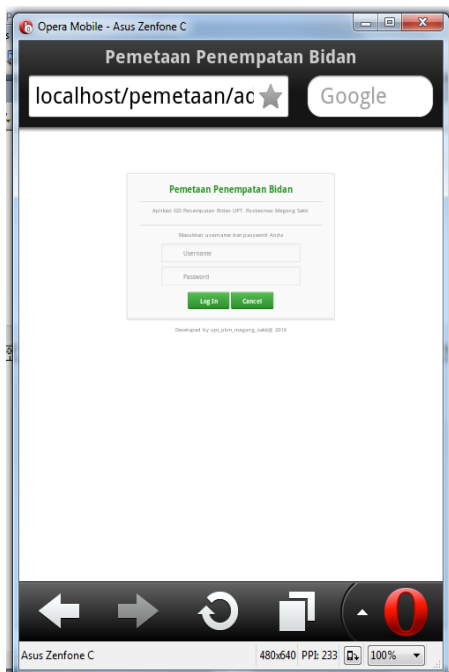 Opera Mobile - Asus Zenfone C
Pemetaan Penempatan Bidan
localhost/pemetaan/ac
Google
Pemetaan Penempatan Bidan
Aplikasi GIS Penempatan Bidan UPT. Puskesmas Megang Sakti
Masukkan username dan password Anda
Username
Password
Log In
Cancel
Developed by upt_pkm_megang_sakti@ 2016
Asus Zenfone C
480x640
PPI: 233
100%